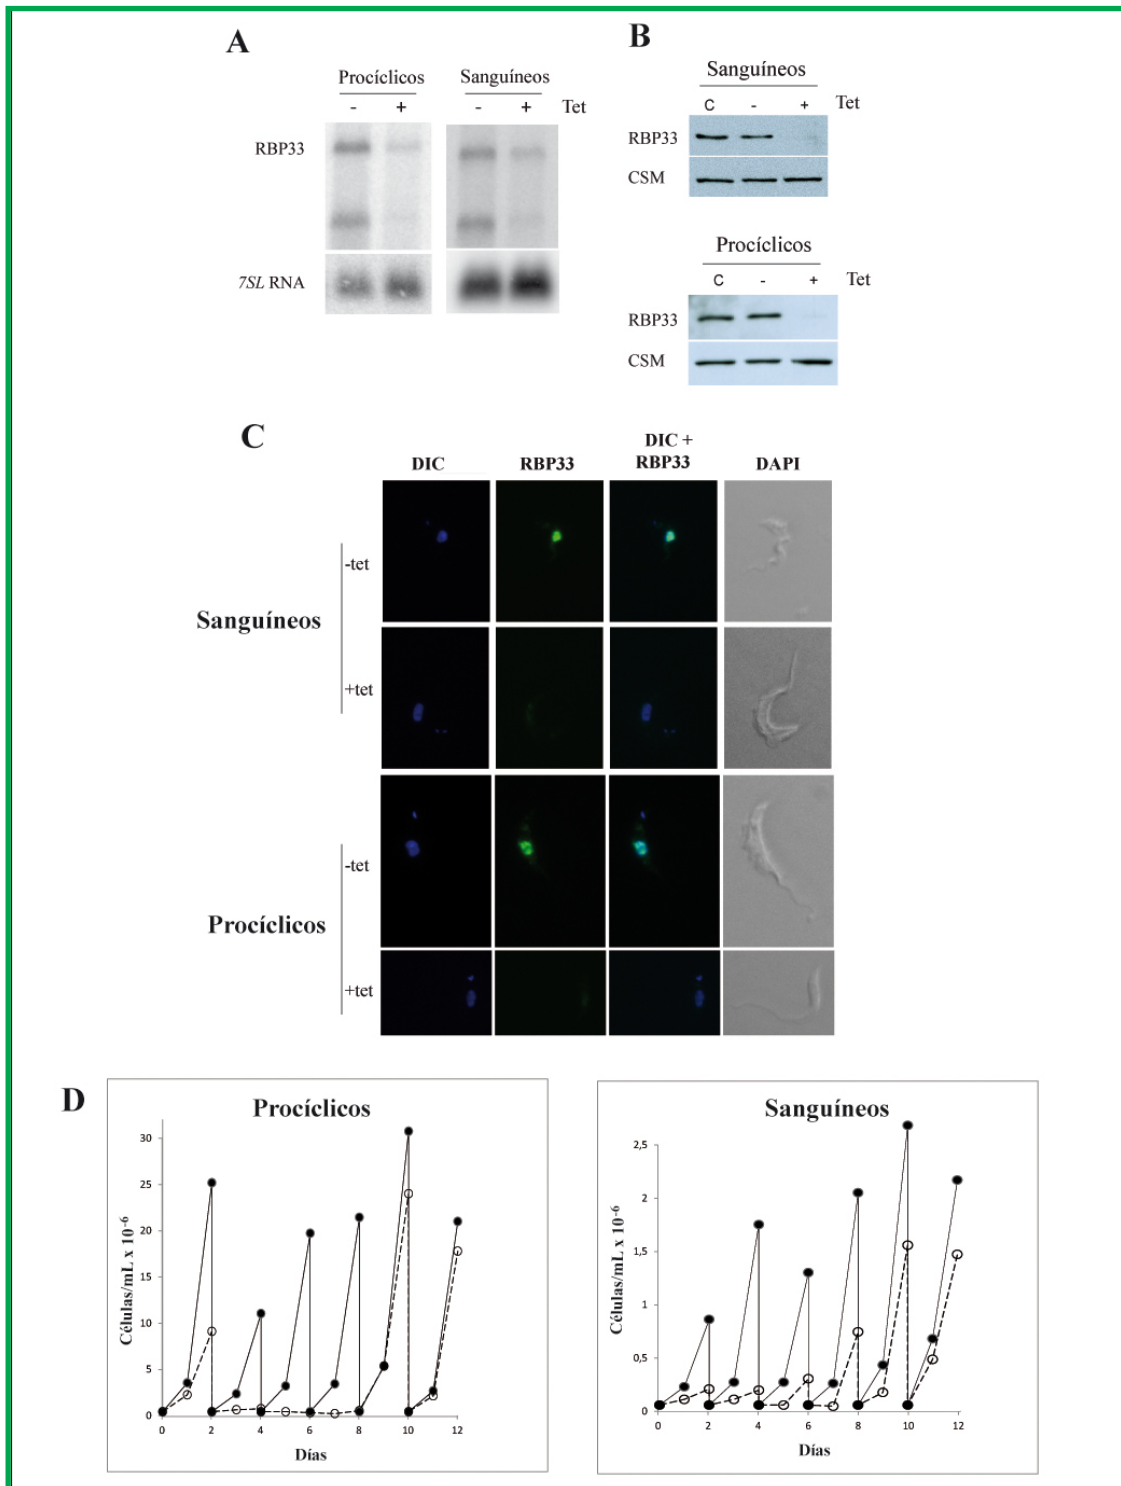 A
Procíclicos Sanguíneos
- + - + Tet
RBP33
7SL RNA
B
Sanguíneos
C - + Tet
RBP33
CSM
Procíclicos
C - + Tet
RBP33
CSM
C
DIC RBP33 DIC + RBP33 DAPI
-tet
Sanguíneos
+tet
-tet
Procíclicos
+tet
D
Procíclicos
Células/mL x 10-6
30
25
20
15
10
5
0
0 2 4 6 8 10 12
Días
Sanguíneos
Células/mL x 10-6
2,5
2
1,5
1
0,5
0
0 2 4 6 8 10 12
Días